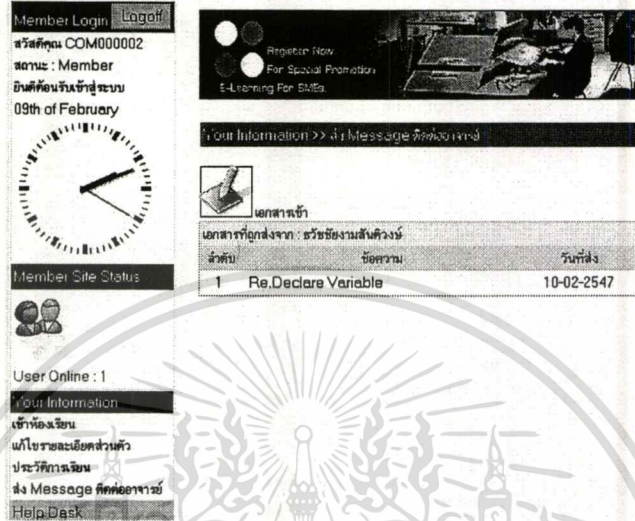 Member Login Logoff
สวัสดีคุณ COM000002
สถานะ : Member
ยินดีต้อนรับเข้าสู่ระบบ
09th of February
Member Site Status
User Online : 1
Your Information
เข้าห้องเรียน
แก้ไขรายละเอียดส่วนตัว
ประวัติการเรียน
ส่ง Message ติดต่ออาจารย์
Help Desk
Register Now
For Special Promotion
E-Learning For SMEs.
Your Information >> ส่ง Message ติดต่ออาจารย์
เอกสารเข้า
เอกสารที่ถูกส่งจาก : ธวัชชัยงามสันติวงษ์
ลำดับ ข้อความ วันที่ส่ง
1 Re,Declare Variable 10-02-2547